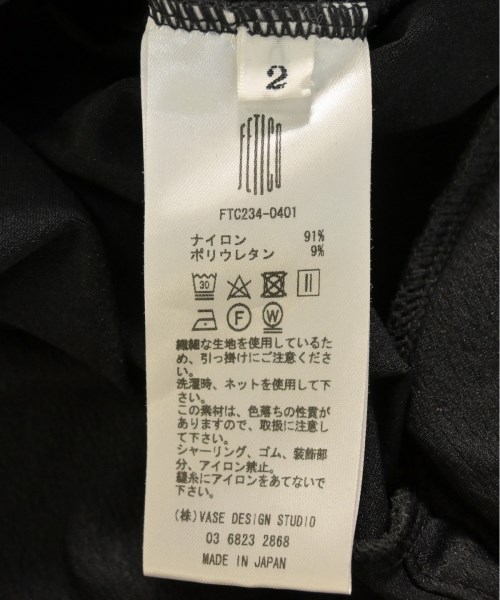 2
FETICO
FTC234-0401
ナイロン 91%
ポリウレタン 9%
30
F W
繊細な生地を使用しているた
め、引っ掛けにご注意くださ
い。
洗濯時、ネットを使用して下
さい。
この素材は、色落ちの性質が
ありますので、取扱に注意し
て下さい。
シャーリング、ゴム、装飾部
分、アイロン禁止。
縫糸にアイロンをあてないで
下さい。
(株)VASE DESIGN STUDIO
03 6823 2868
MADE IN JAPAN